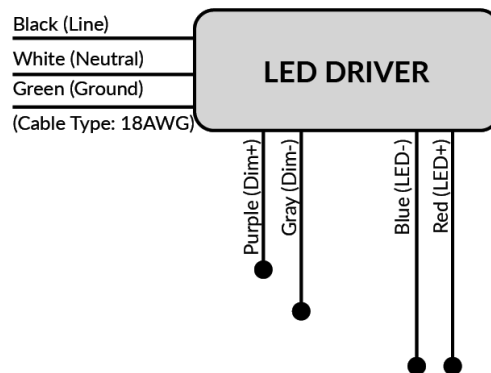 Black (Line)
White (Neutral)
Green (Ground)
(Cable Type: 18AWG)
LED DRIVER
Purple (Dim+)
Gray (Dim-)
Blue (LED-)
Red (LED+)